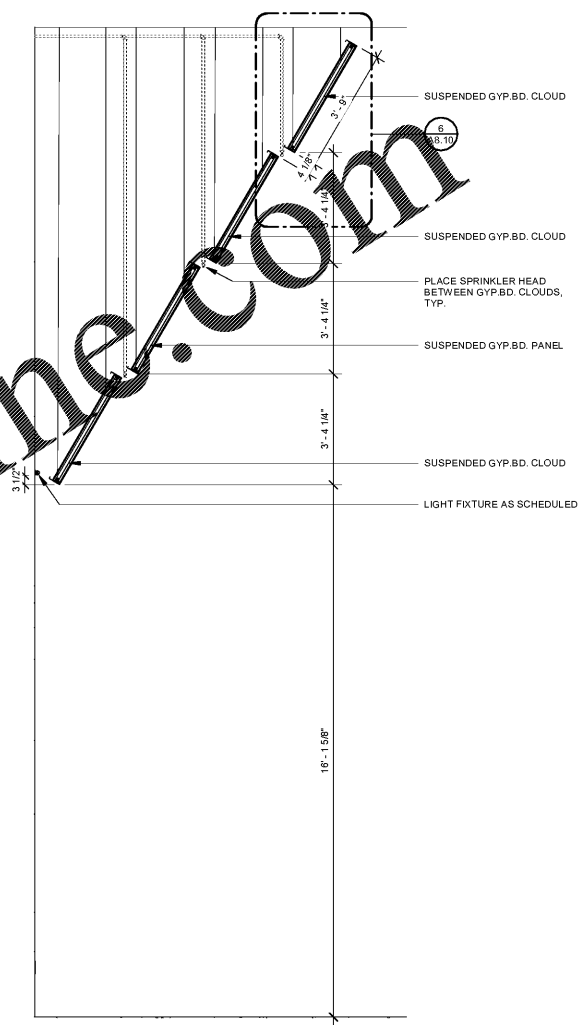 SUSPENDED GYP.BD. CLOUD
3' - 9"
6
A8.10
4 1/8"
3' - 4 1/4"
SUSPENDED GYP.BD. CLOUD
PLACE SPRINKLER HEAD
BETWEEN GYP.BD. CLOUDS,
TYP.
3' - 4 1/4"
SUSPENDED GYP.BD. PANEL
3' - 4 1/4"
SUSPENDED GYP.BD. CLOUD
3 1/2"
LIGHT FIXTURE AS SCHEDULED
16' - 1 5/8"
ne.com